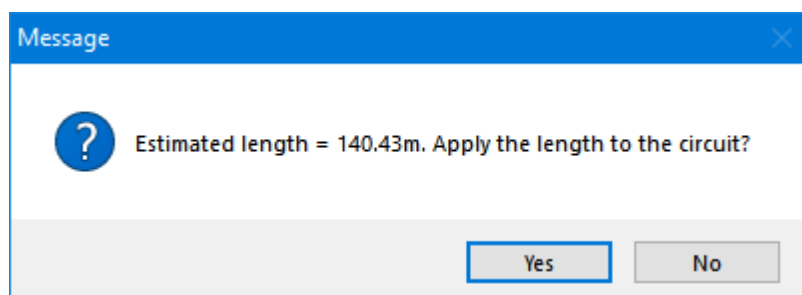 Message
Estimated length = 140.43m. Apply the length to the circuit?
Yes
No